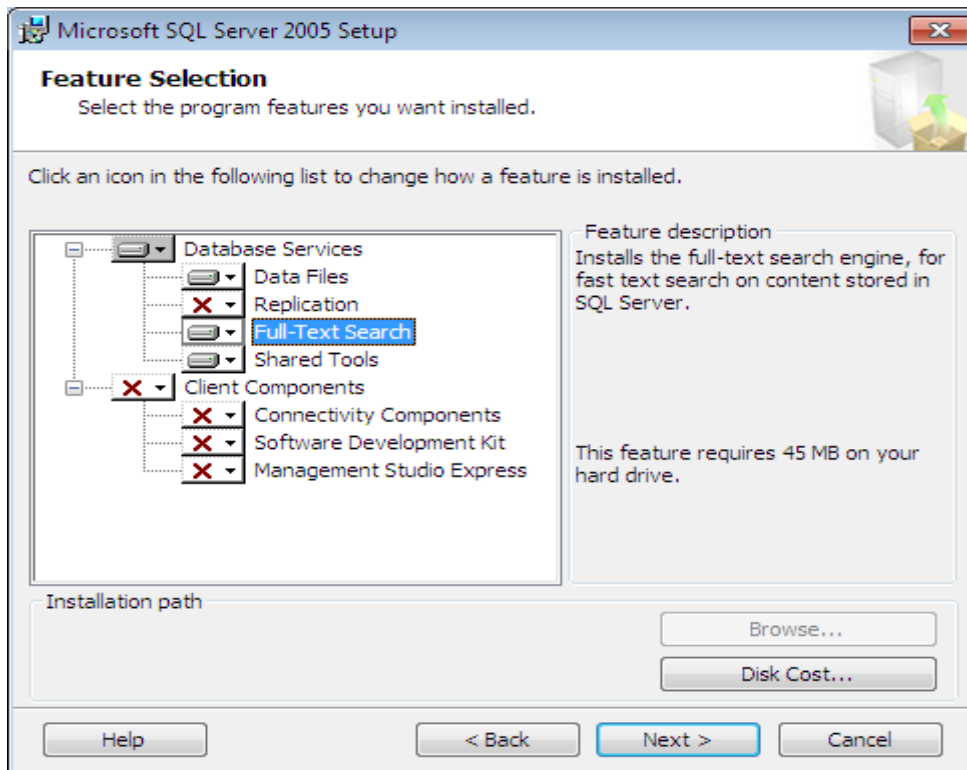 Microsoft SQL Server 2005 Setup
Feature Selection
Select the program features you want installed.
Click an icon in the following list to change how a feature is installed.
Database Services
Data Files
Replication
Full-Text Search
Shared Tools
Client Components
Connectivity Components
Software Development Kit
Management Studio Express
Feature description
Installs the full-text search engine, for
fast text search on content stored in
SQL Server.
This feature requires 45 MB on your
hard drive.
Installation path
Browse...
Disk Cost...
Help
< Back
Next >
Cancel